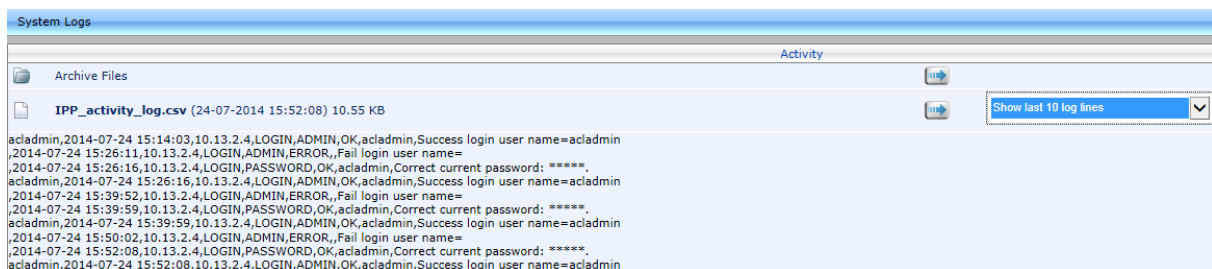 System Logs
Activity
Archive Files
IPP_activity_log.csv (24-07-2014 15:52:08) 10.55 KB
Show last 10 log lines
acladmin,2014-07-24 15:14:03,10.13.2.4,LOGIN,ADMIN,OK,acladmin,Success login user name=acladmin
,2014-07-24 15:26:11,10.13.2.4,LOGIN,ADMIN,ERROR,,Fail login user name=
,2014-07-24 15:26:16,10.13.2.4,LOGIN,PASSWORD,OK,acladmin,Correct current password: *****.
acladmin,2014-07-24 15:26:16,10.13.2.4,LOGIN,ADMIN,OK,acladmin,Success login user name=acladmin
,2014-07-24 15:39:52,10.13.2.4,LOGIN,ADMIN,ERROR,,Fail login user name=
,2014-07-24 15:39:59,10.13.2.4,LOGIN,PASSWORD,OK,acladmin,Correct current password: *****.
acladmin,2014-07-24 15:39:59,10.13.2.4,LOGIN,ADMIN,OK,acladmin,Success login user name=acladmin
,2014-07-24 15:50:02,10.13.2.4,LOGIN,ADMIN,ERROR,,Fail login user name=
,2014-07-24 15:52:08,10.13.2.4,LOGIN,PASSWORD,OK,acladmin,Correct current password: *****.
acladmin,2014-07-24 15:52:08,10.13.2.4,LOGIN,ADMIN,OK,acladmin,Success login user name=acladmin